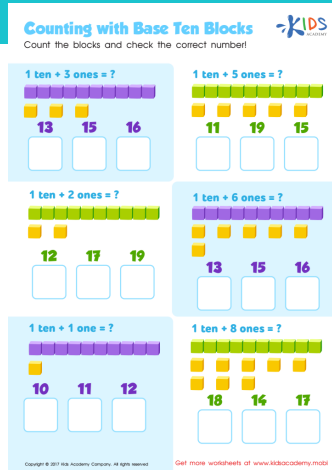 Counting with Base Ten Blocks
KIDS
ACADEMY
Count the blocks and check the correct number!
1 ten + 3 ones = ?
13 15 16
1 ten + 5 ones = ?
11 19 15
1 ten + 2 ones = ?
12 17 19
1 ten + 6 ones = ?
13 15 16
1 ten + 1 one = ?
10 11 12
1 ten + 8 ones = ?
18 14 17
Copyright © 2017 Kids Academy Company. All rights reserved
Get more worksheets at www.kidsacademy.mobi